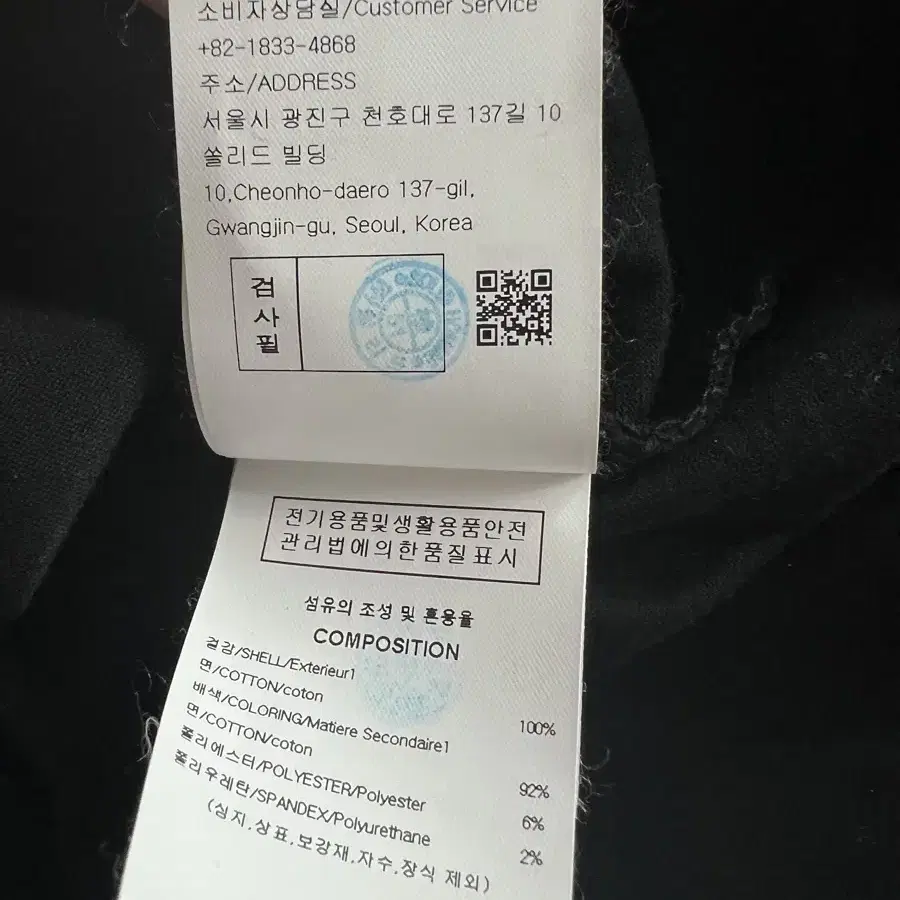 소비자상담실/Customer Service
+82-1833-4868
주소/ADDRESS
서울시 광진구 천호대로 137길 10
쏠리드 빌딩
10,Cheonho-daero 137-gil,
Gwangjin-gu, Seoul, Korea
검
사
필
전기용품및생활용품안전
관리법에의한품질표시
섬유의 조성 및 혼용율
COMPOSITION
겉감/SHELL/Exterieur1
면/COTTON/coton 100%
배색/COLORING/Matiere Secondaire1
면/COTTON/coton 92%
폴리에스터/POLYESTER/Polyester 6%
폴리우레탄/SPANDEX/Polyurethane 2%
(심지,상표,보강재,자수,장식 제외)